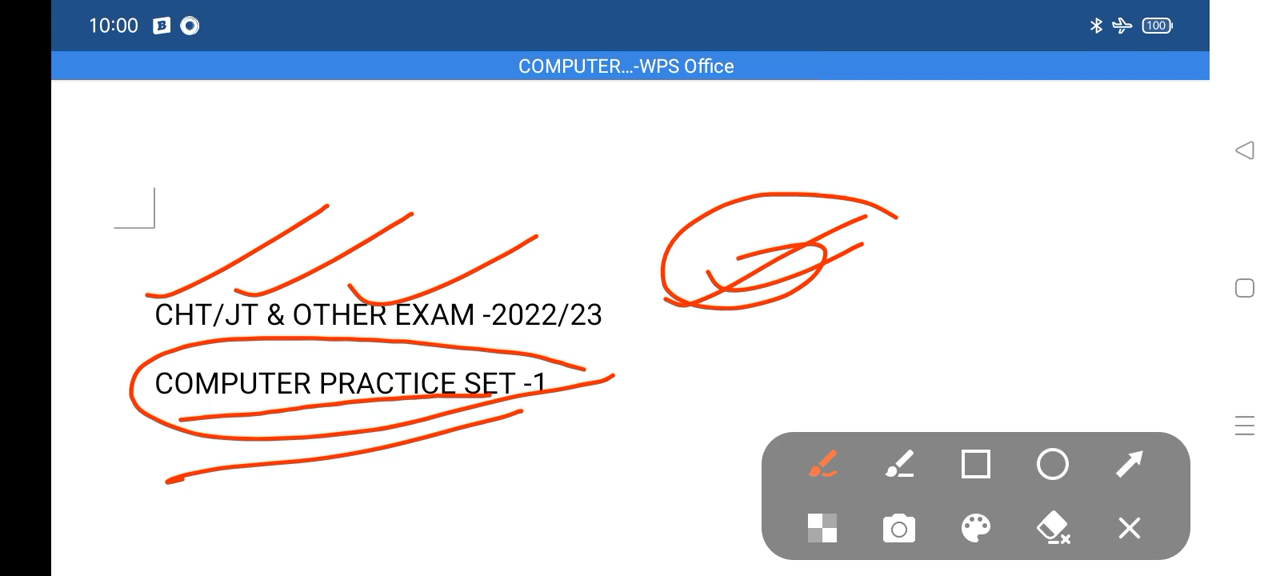 10:00 B 100
COMPUTER...-WPS Office
CHT/JT & OTHER EXAM -2022/23
COMPUTER PRACTICE SET -1